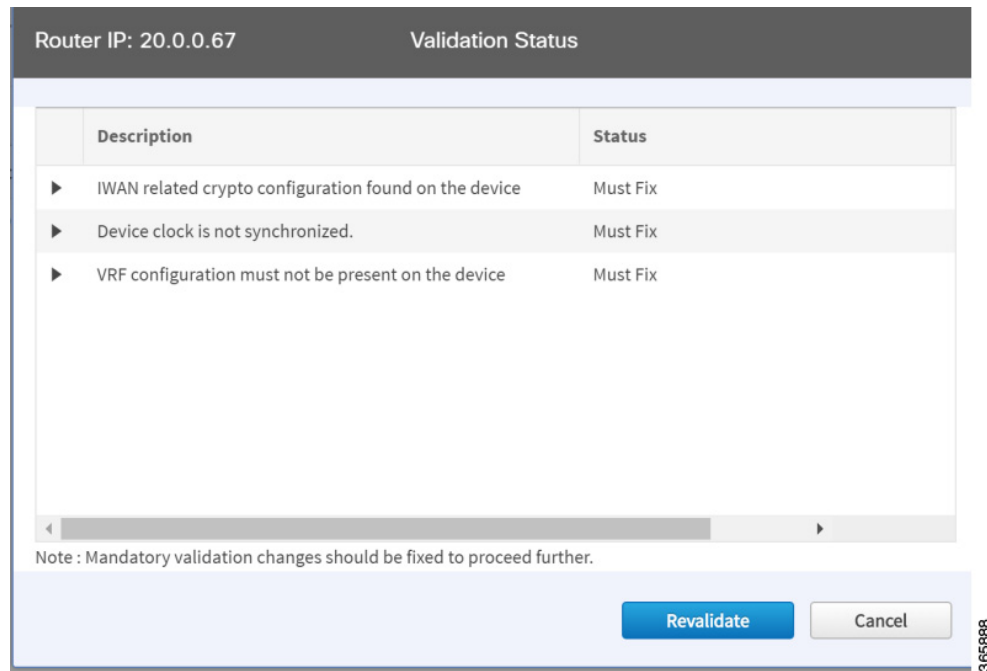 Router IP: 20.0.0.67 Validation Status
Description Status
IWAN related crypto configuration found on the device Must Fix
Device clock is not synchronized. Must Fix
VRF configuration must not be present on the device Must Fix
Note : Mandatory validation changes should be fixed to proceed further.
Revalidate Cancel
365888